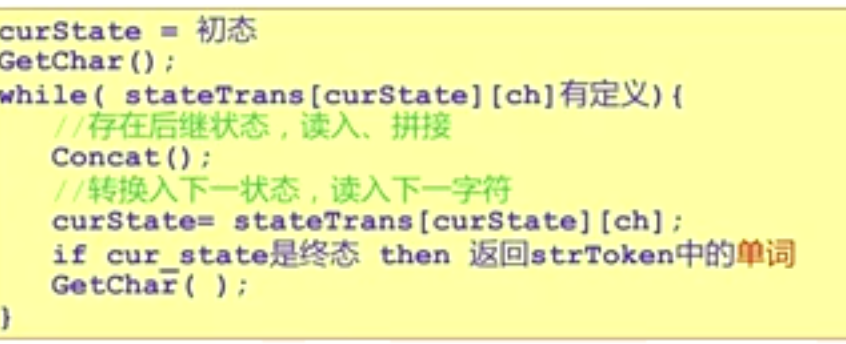 curState = 初态
GetChar();
while( stateTrans[curState][ch]有定义){
//存在后继状态，读入、拼接
Concat();
//转换入下一状态，读入下一字符
curState= stateTrans[curState][ch];
if cur_state是终态 then 返回strToken中的单词
GetChar( );
}